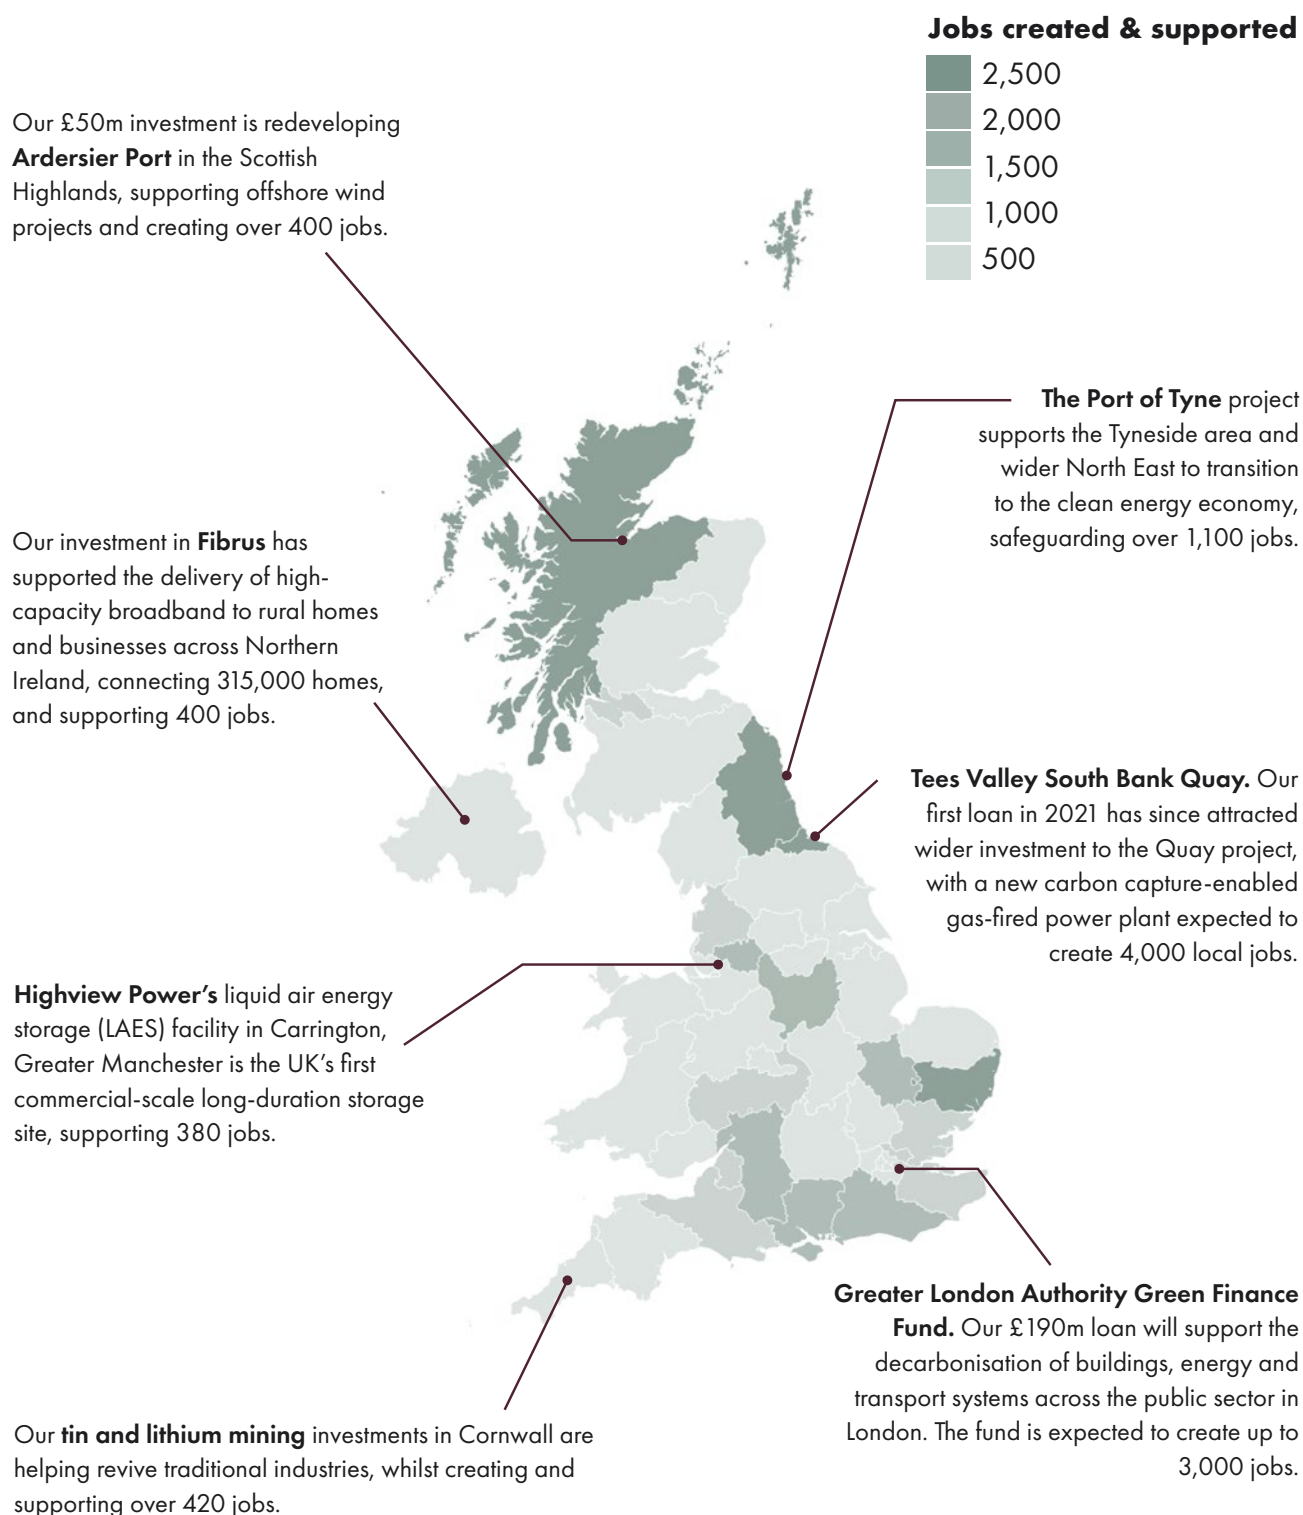 Jobs created & supported
2,500
2,000
1,500
1,000
500
Our £50m investment is redeveloping
Ardersier Port in the Scottish
Highlands, supporting offshore wind
projects and creating over 400 jobs.
The Port of Tyne project
supports the Tyneside area and
wider North East to transition
to the clean energy economy,
safeguarding over 1,100 jobs.
Our investment in Fibrus has
supported the delivery of high-
capacity broadband to rural homes
and businesses across Northern
Ireland, connecting 315,000 homes,
and supporting 400 jobs.
Tees Valley South Bank Quay. Our
first loan in 2021 has since attracted
wider investment to the Quay project,
with a new carbon capture-enabled
gas-fired power plant expected to
create 4,000 local jobs.
Highview Power’s liquid air energy
storage (LAES) facility in Carrington,
Greater Manchester is the UK’s first
commercial-scale long-duration storage
site, supporting 380 jobs.
Greater London Authority Green Finance
Fund. Our £190m loan will support the
decarbonisation of buildings, energy and
transport systems across the public sector in
London. The fund is expected to create up to
3,000 jobs.
Our tin and lithium mining investments in Cornwall are
helping revive traditional industries, whilst creating and
supporting over 420 jobs.